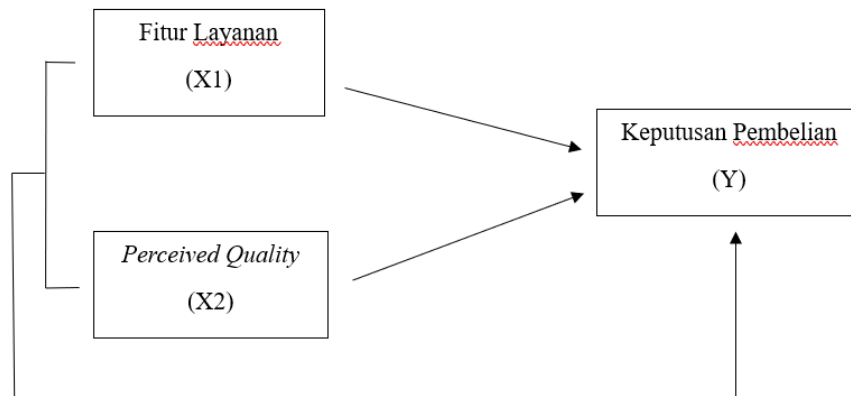 Fitur Layanan
(X1)
Keputusan Pembelian
(Y)
Perceived Quality
(X2)